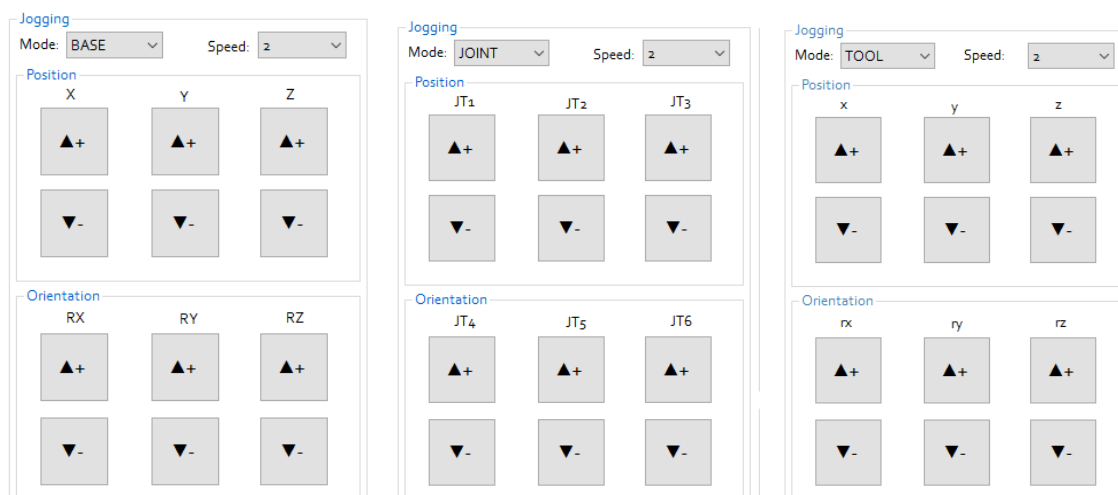 Jogging
Mode: BASE Speed: 2
Position
X Y Z
▲+ ▲+ ▲+
▼- ▼- ▼-
Orientation
RX RY RZ
▲+ ▲+ ▲+
▼- ▼- ▼-
Jogging
Mode: JOINT Speed: 2
Position
JT1 JT2 JT3
▲+ ▲+ ▲+
▼- ▼- ▼-
Orientation
JT4 JT5 JT6
▲+ ▲+ ▲+
▼- ▼- ▼-
Jogging
Mode: TOOL Speed: 2
Position
x y z
▲+ ▲+ ▲+
▼- ▼- ▼-
Orientation
rx ry rz
▲+ ▲+ ▲+
▼- ▼- ▼-